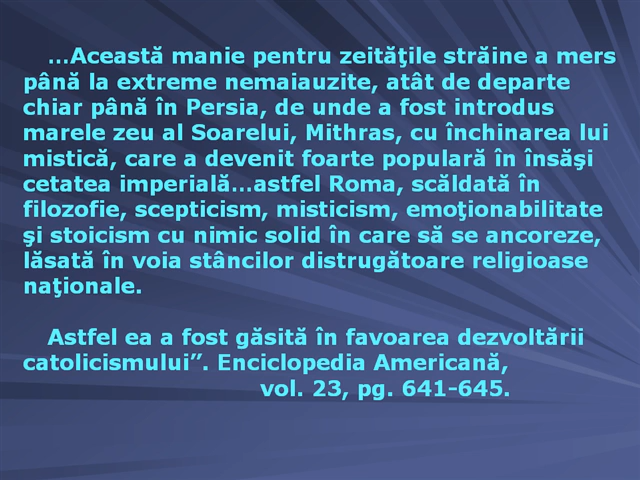 …Această manie pentru zeităţile străine a mers
până la extreme nemaiauzite, atât de departe
chiar până în Persia, de unde a fost introdus
marele zeu al Soarelui, Mithras, cu închinarea lui
mistică, care a devenit foarte populară în însăşi
cetatea imperială…astfel Roma, scăldată în
filozofie, scepticism, misticism, emoţionabilitate
şi stoicism cu nimic solid în care să se ancoreze,
lăsată în voia stâncilor distrugătoare religioase
naţionale.
Astfel ea a fost găsită în favoarea dezvoltării
catolicismului”. Enciclopedia Americană,
vol. 23, pg. 641-645.